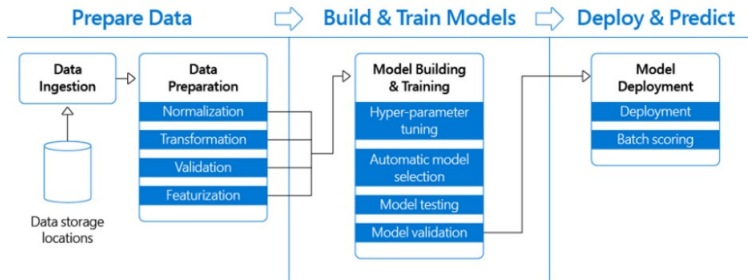 Prepare Data
Build & Train Models
Deploy & Predict
Data
Ingestion
Data storage
locations
Data
Preparation
Normalization
Transformation
Validation
Featurization
Model Building
& Training
Hyper-parameter
tuning
Automatic model
selection
Model testing
Model validation
Model
Deployment
Deployment
Batch scoring